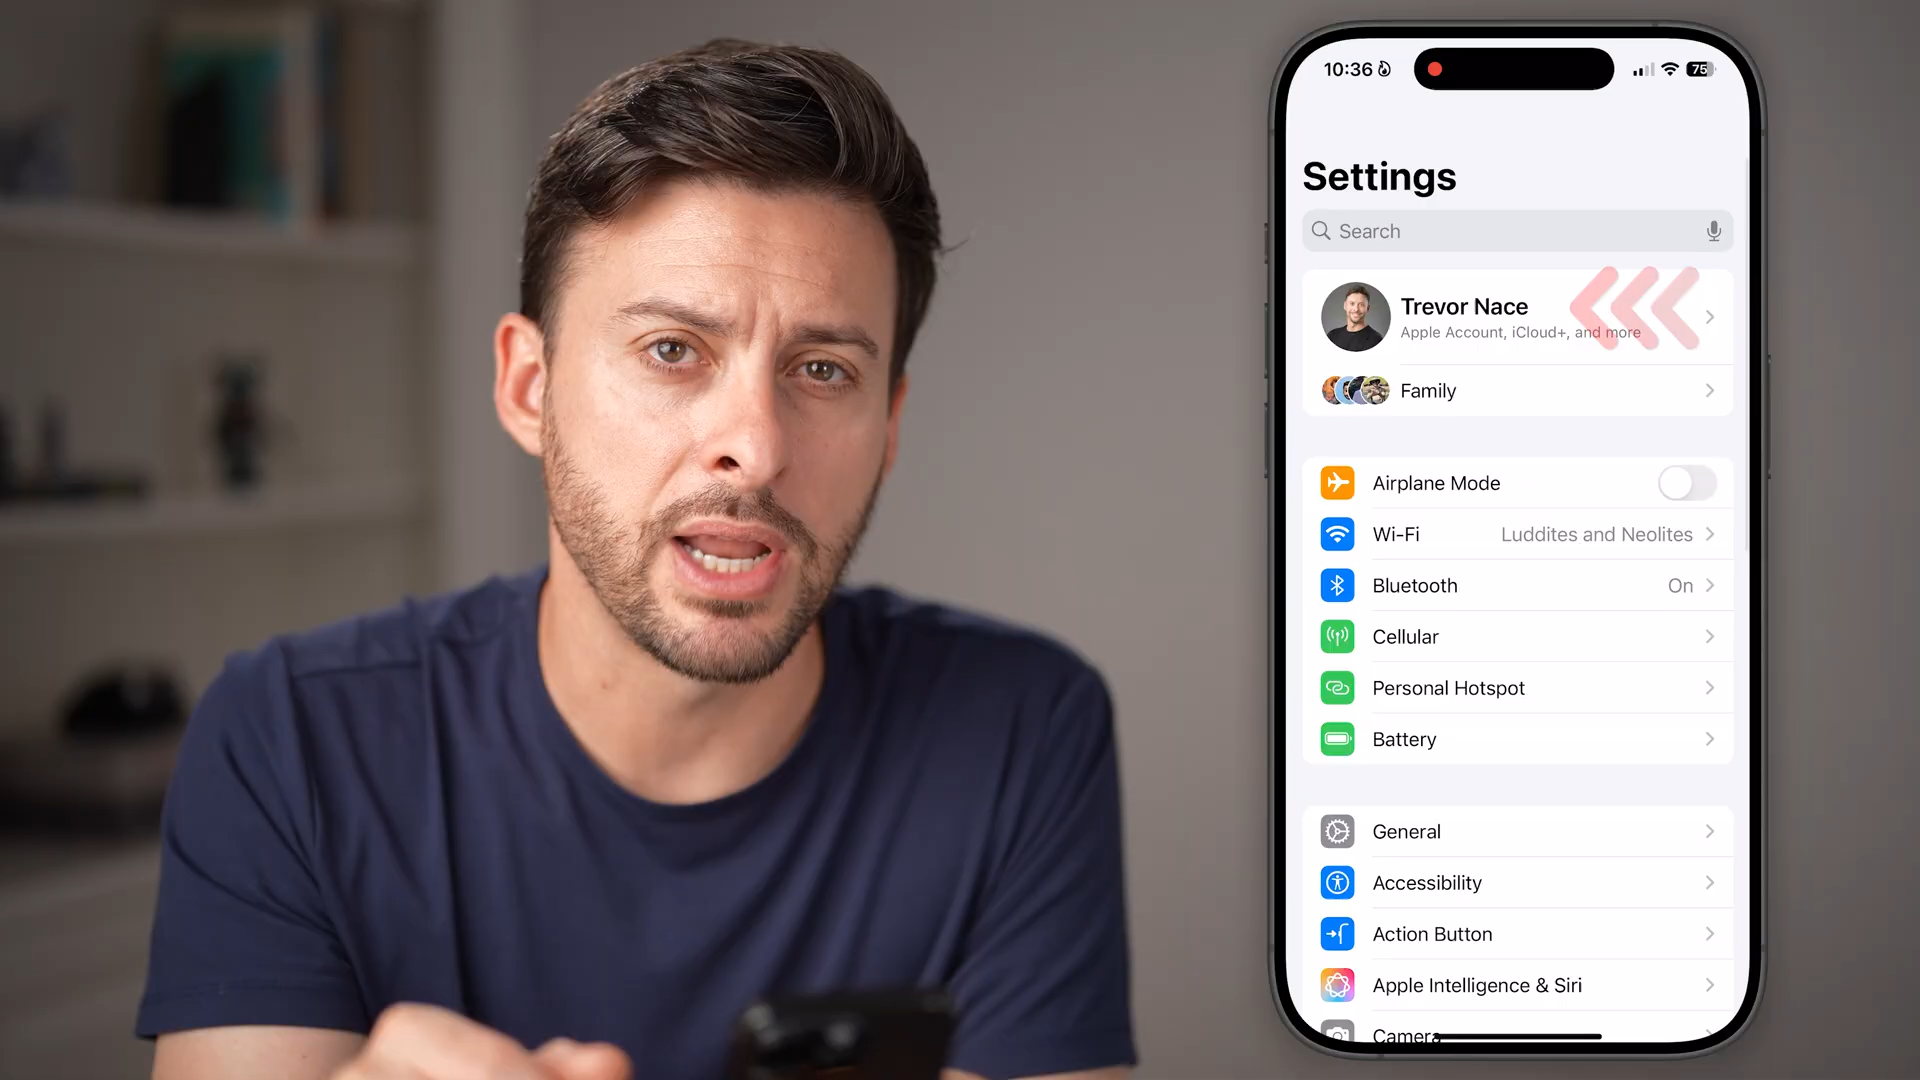 10:36
75
Settings
Search
Trevor Nace
Apple Account, iCloud+, and more
Family
Airplane Mode
Wi-Fi Luddites and Neolites
Bluetooth On
Cellular
Personal Hotspot
Battery
General
Accessibility
Action Button
Apple Intelligence & Siri
Camera